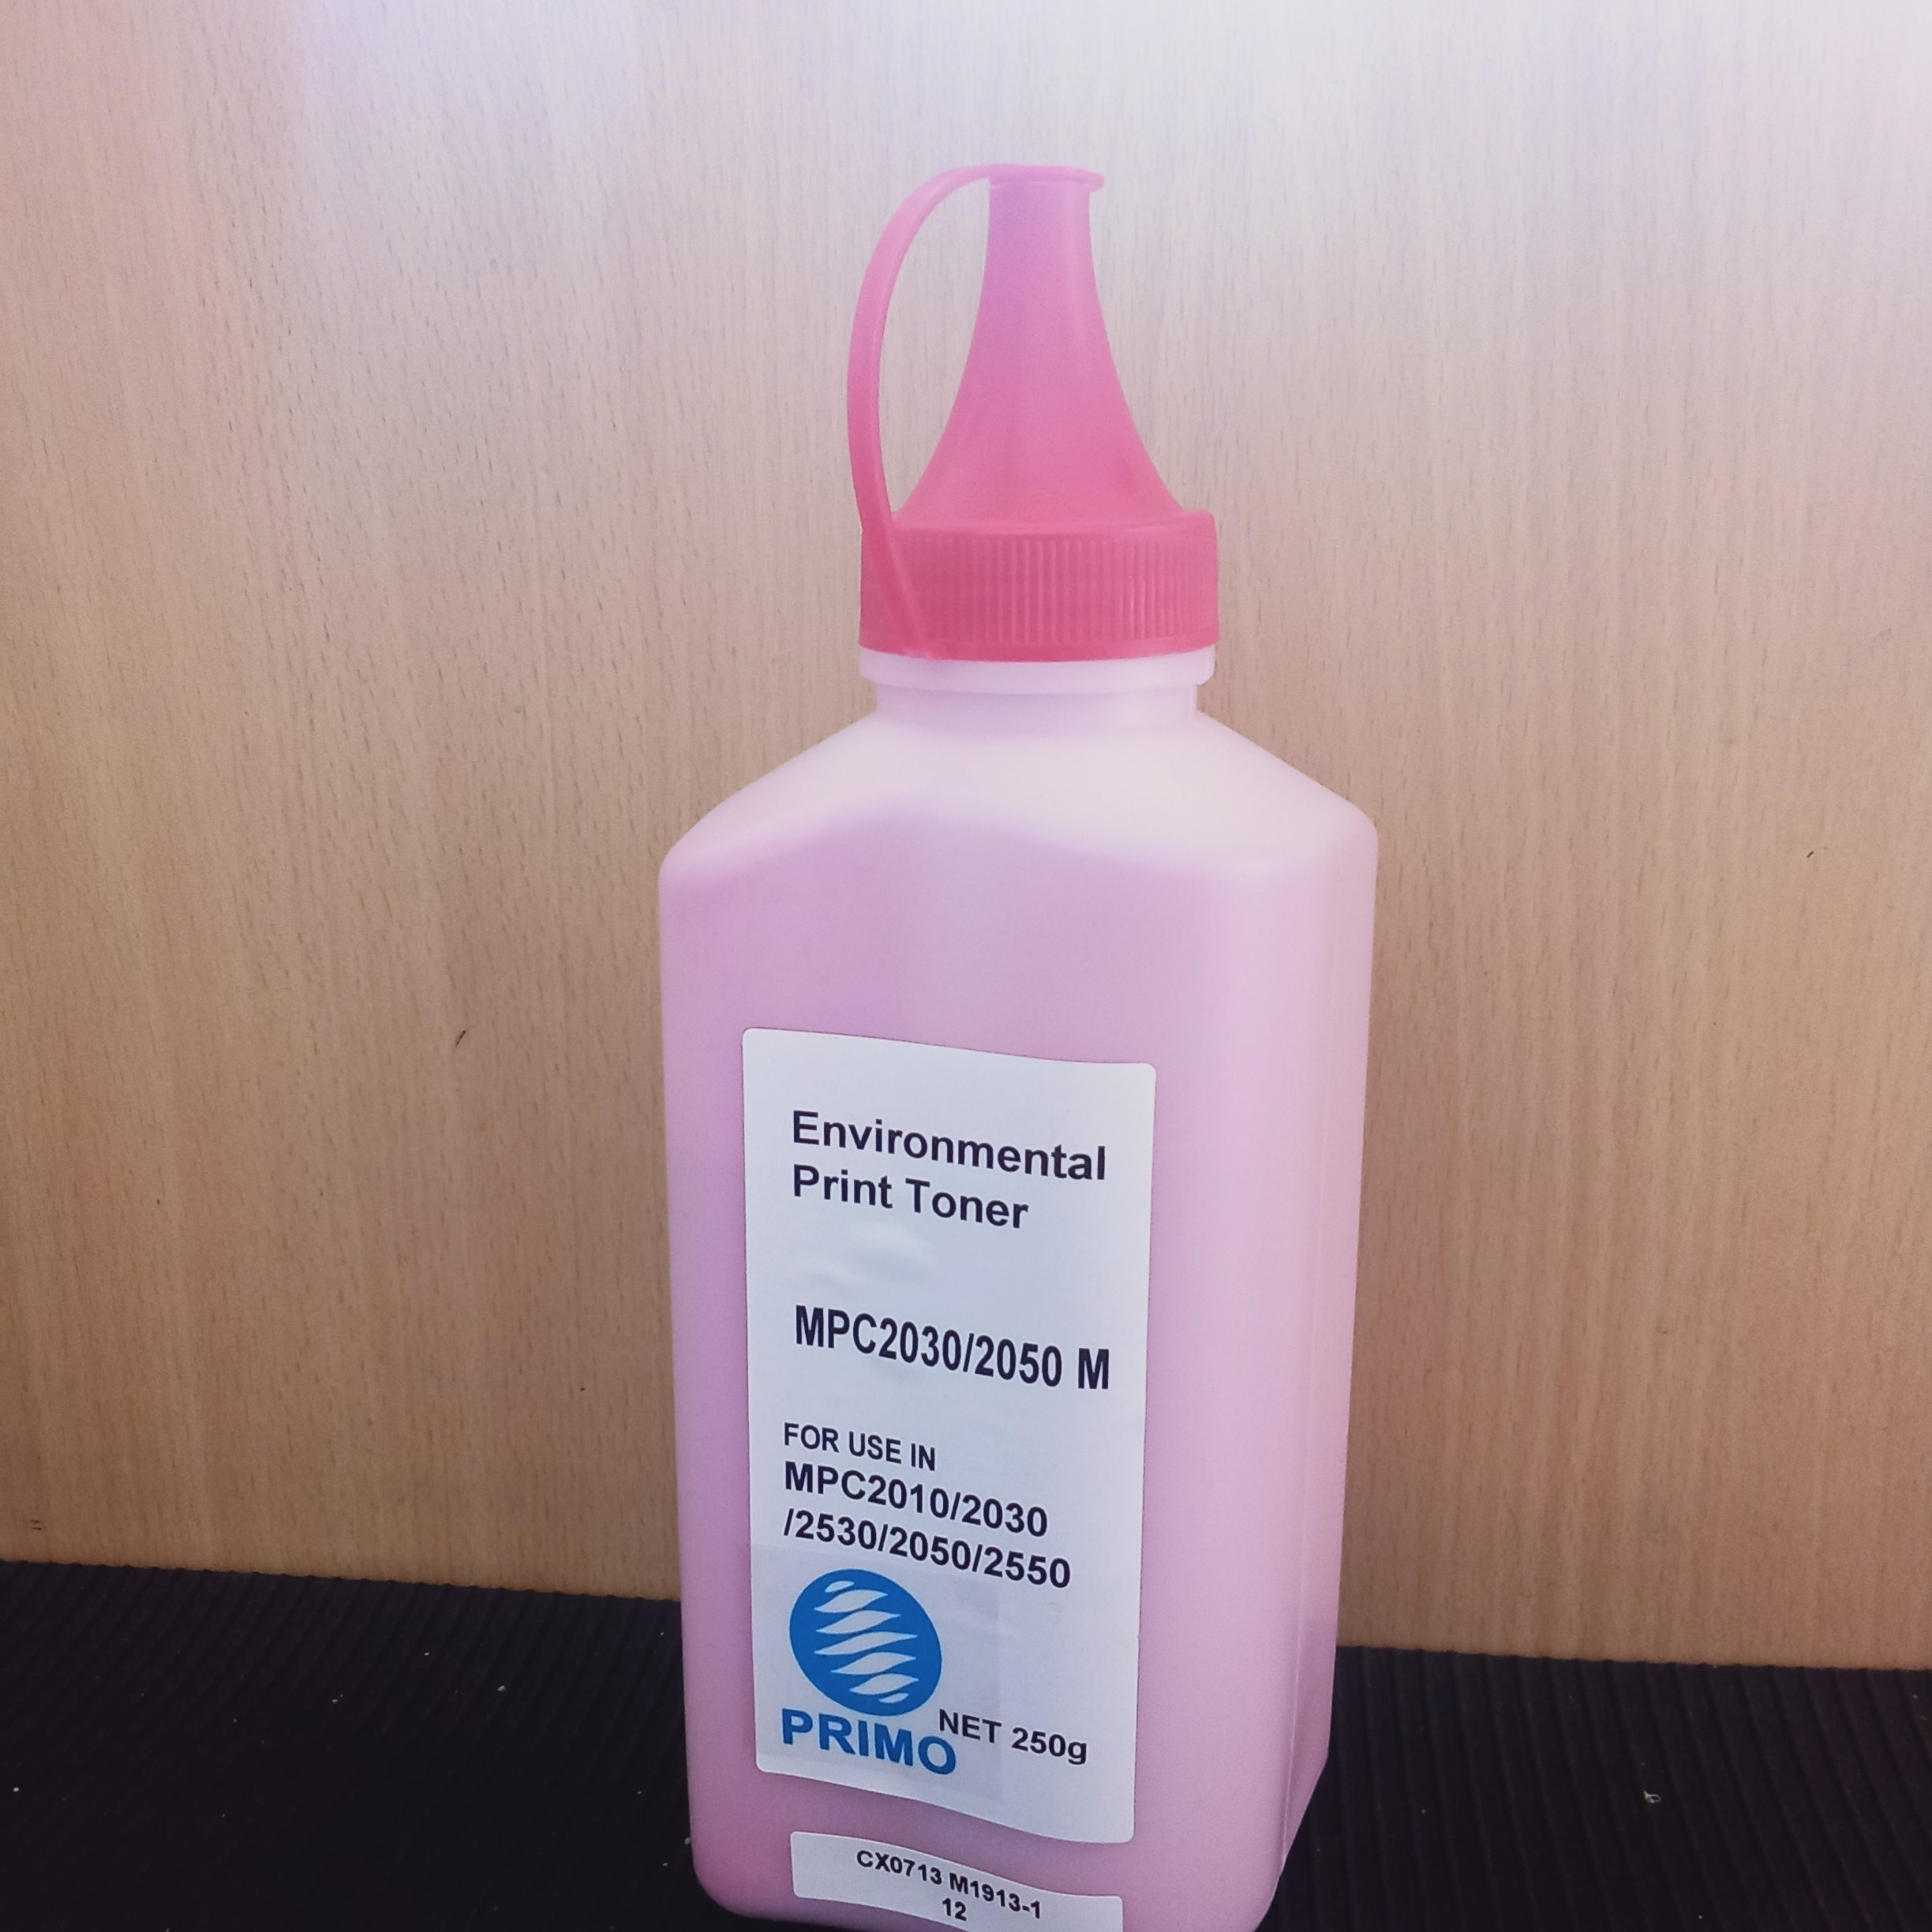 Environmental
Print Toner
MPC2030/2050 M
FOR USE IN
MPC2010/2030
/2530/2050/2550
PRIMO
NET 250g
CX0713 M1913-1
12